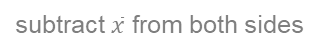 subtract ẋ from both sides